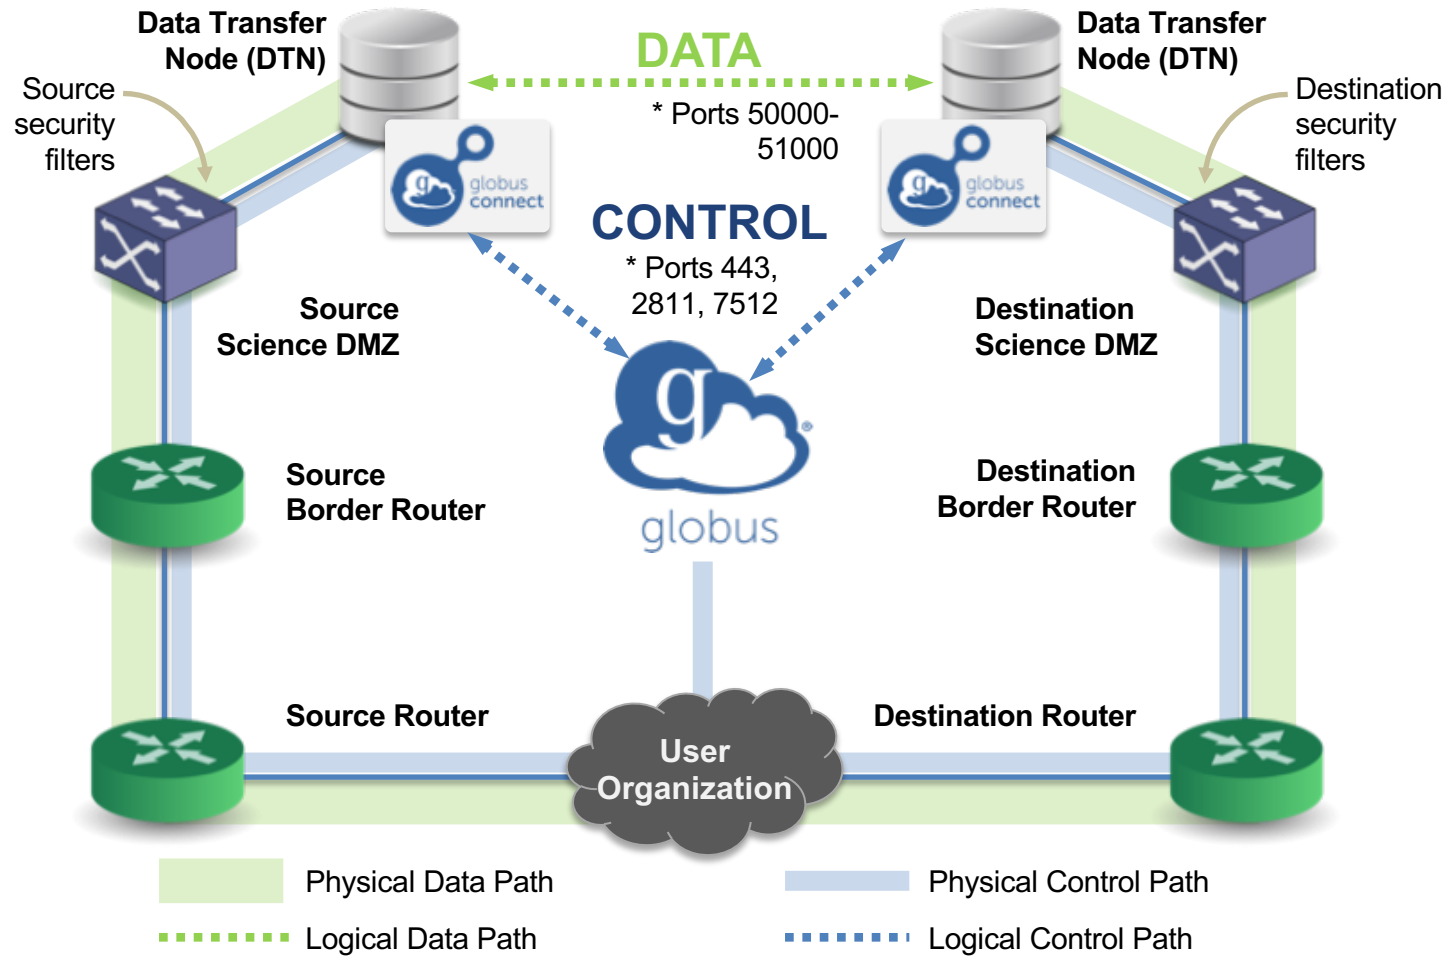 Data Transfer
Node (DTN)
Source
security
filters
DATA
* Ports 50000-
51000
Data Transfer
Node (DTN)
Destination
security
filters
g
globus
connect
g
globus
connect
CONTROL
* Ports 443,
2811, 7512
Source
Science DMZ
Destination
Science DMZ
g
®
globus
Source
Border Router
Destination
Border Router
Source Router
User
Organization
Destination Router
Physical Data Path
Physical Control Path
Logical Data Path
Logical Control Path